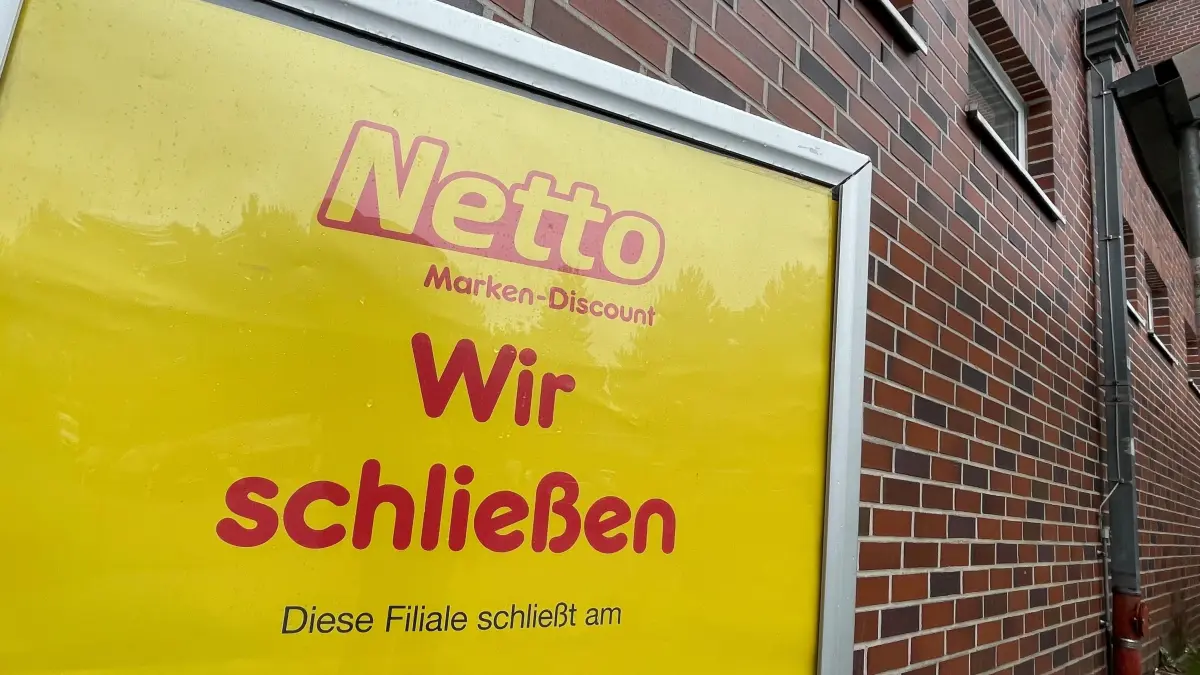 Netto
Marken-Discount
Wir
schließen
Diese Filiale schließt am